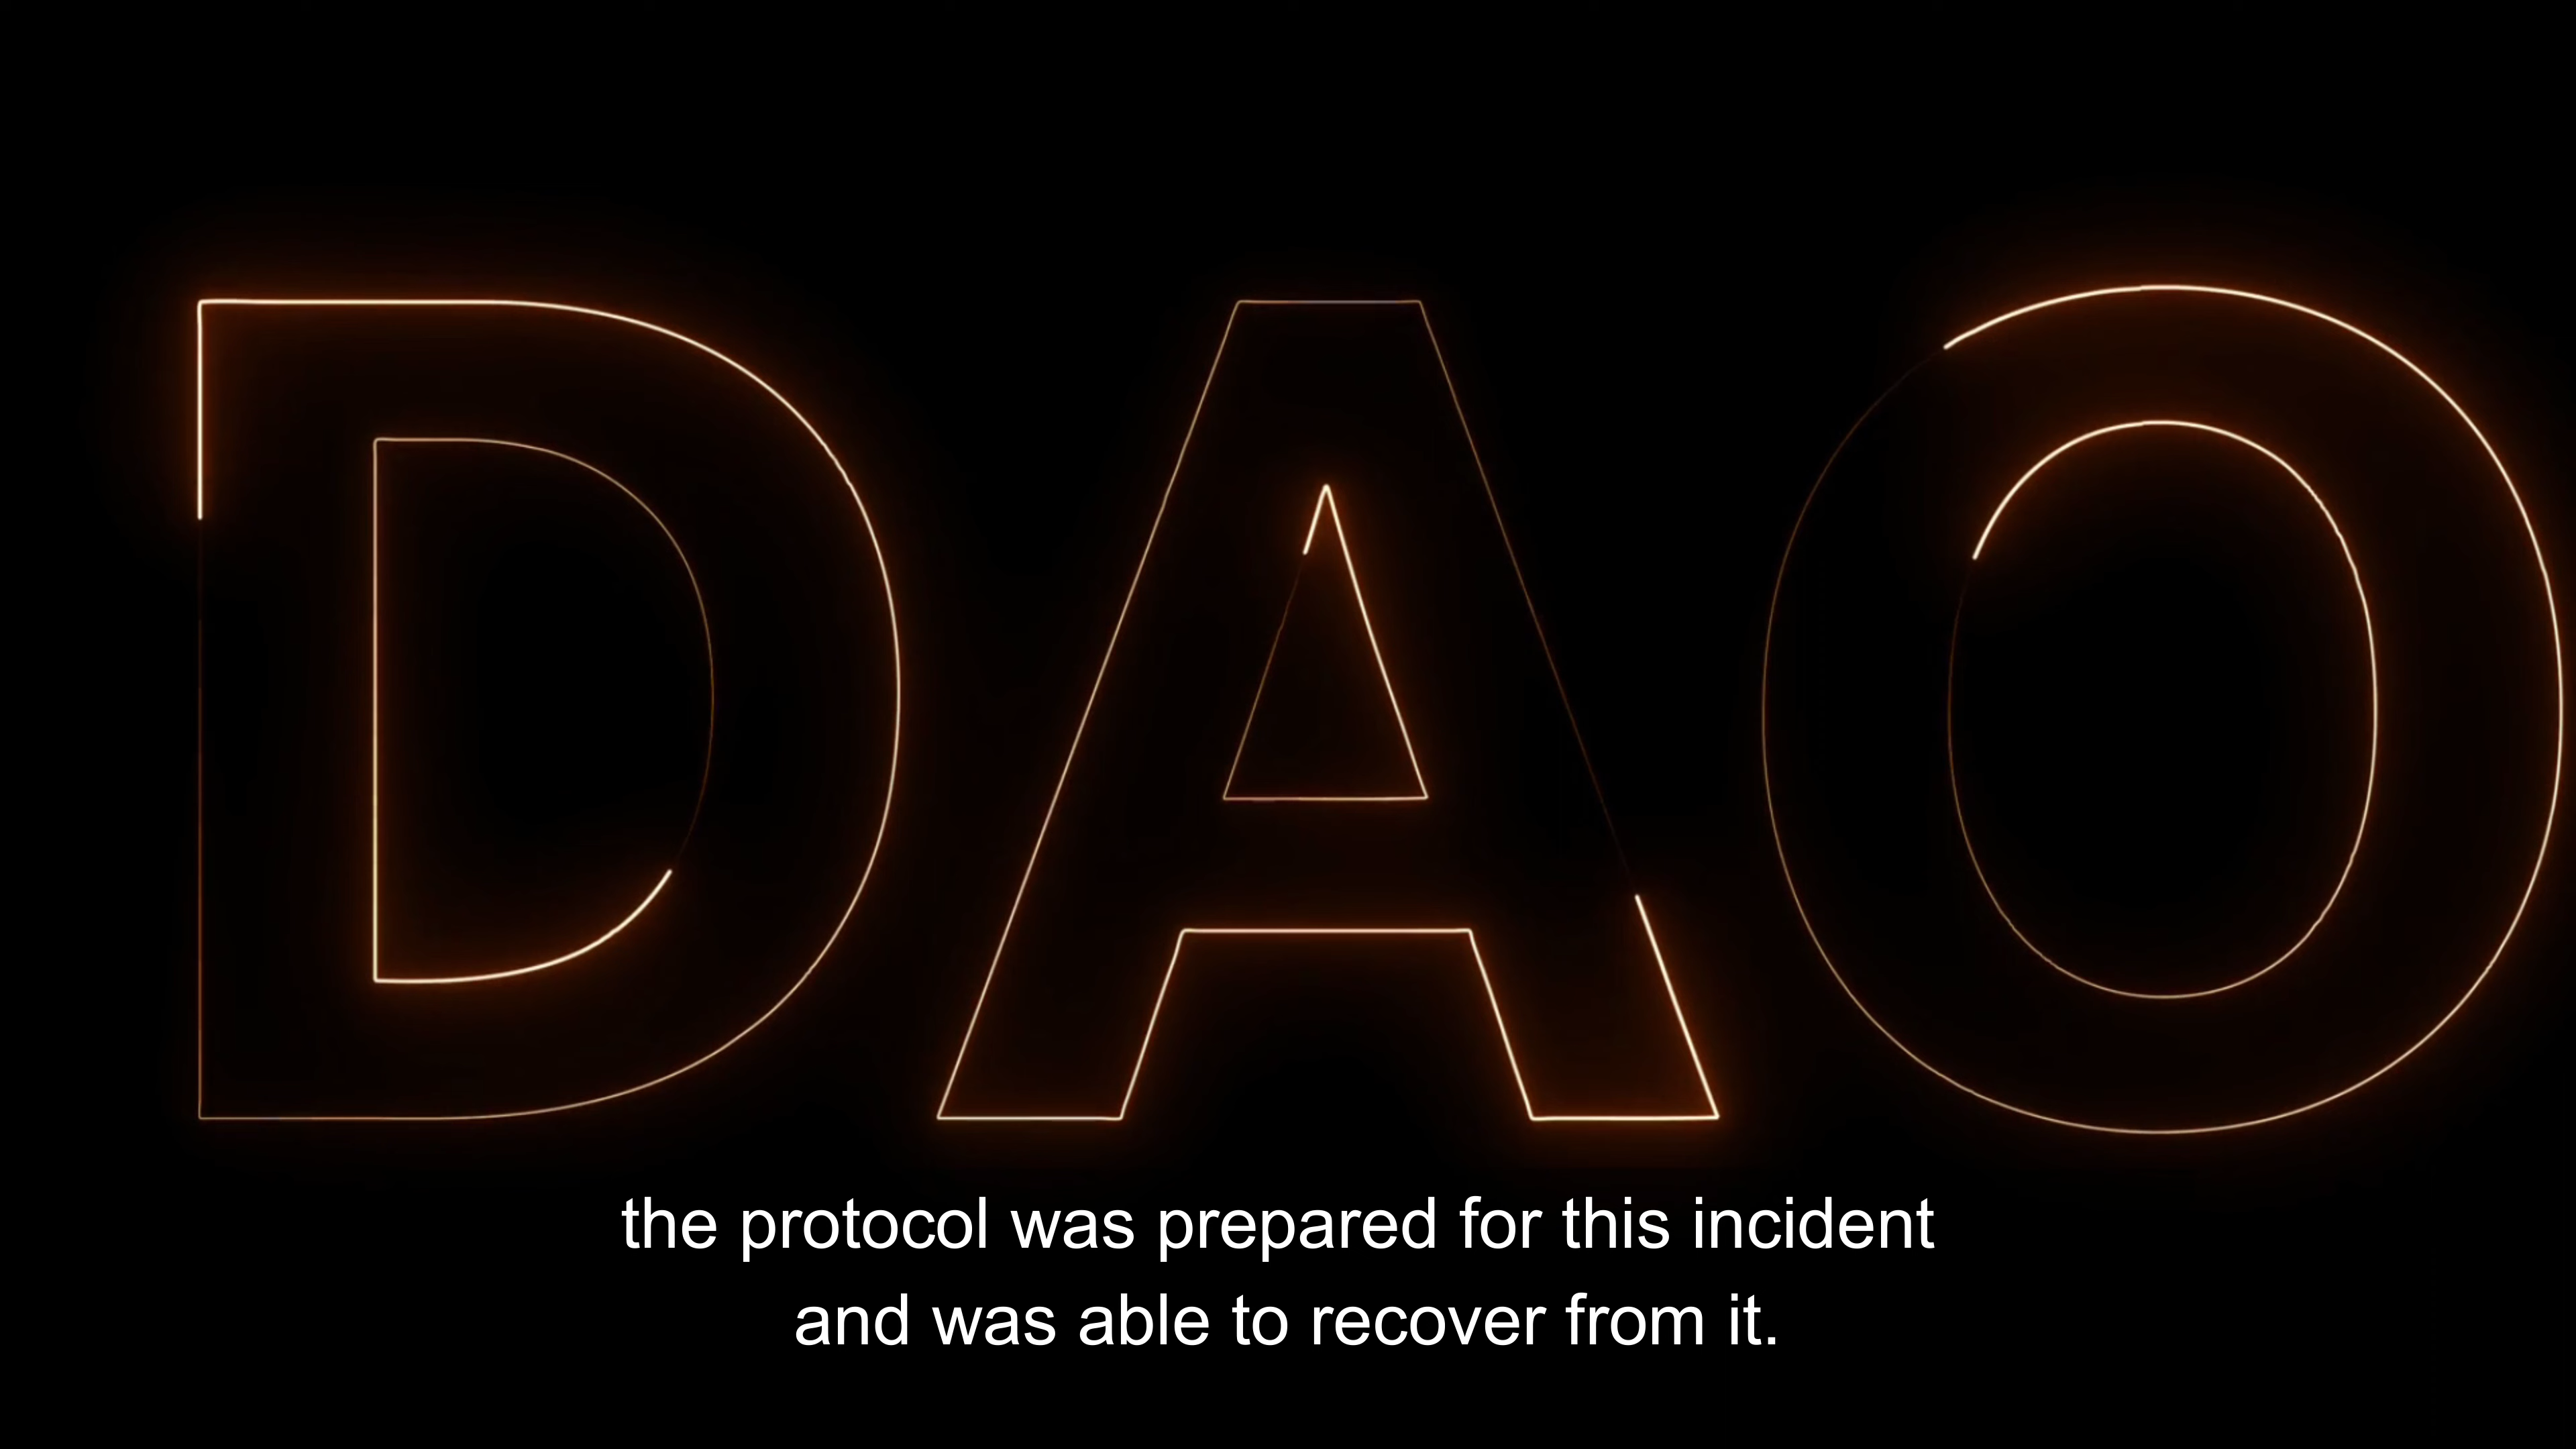 DAO
the protocol was prepared for this incident
and was able to recover from it.